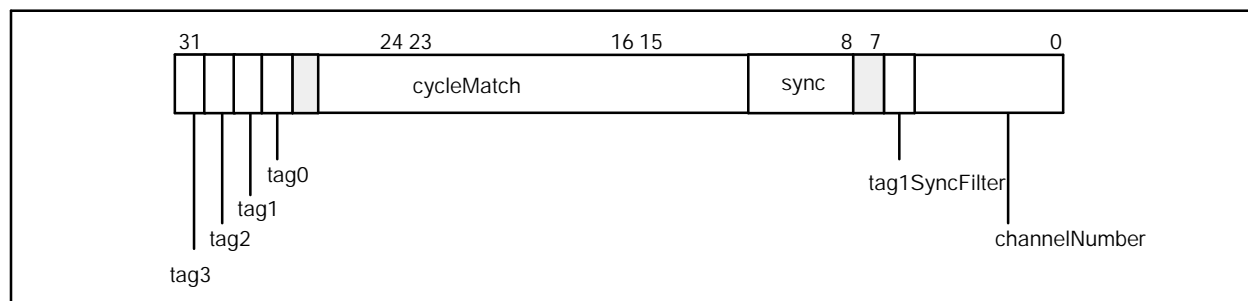 31 24 23 16 15 8 7 0
cycleMatch sync
tag0
tag1SyncFilter
tag1
tag2 channelNumber
tag3